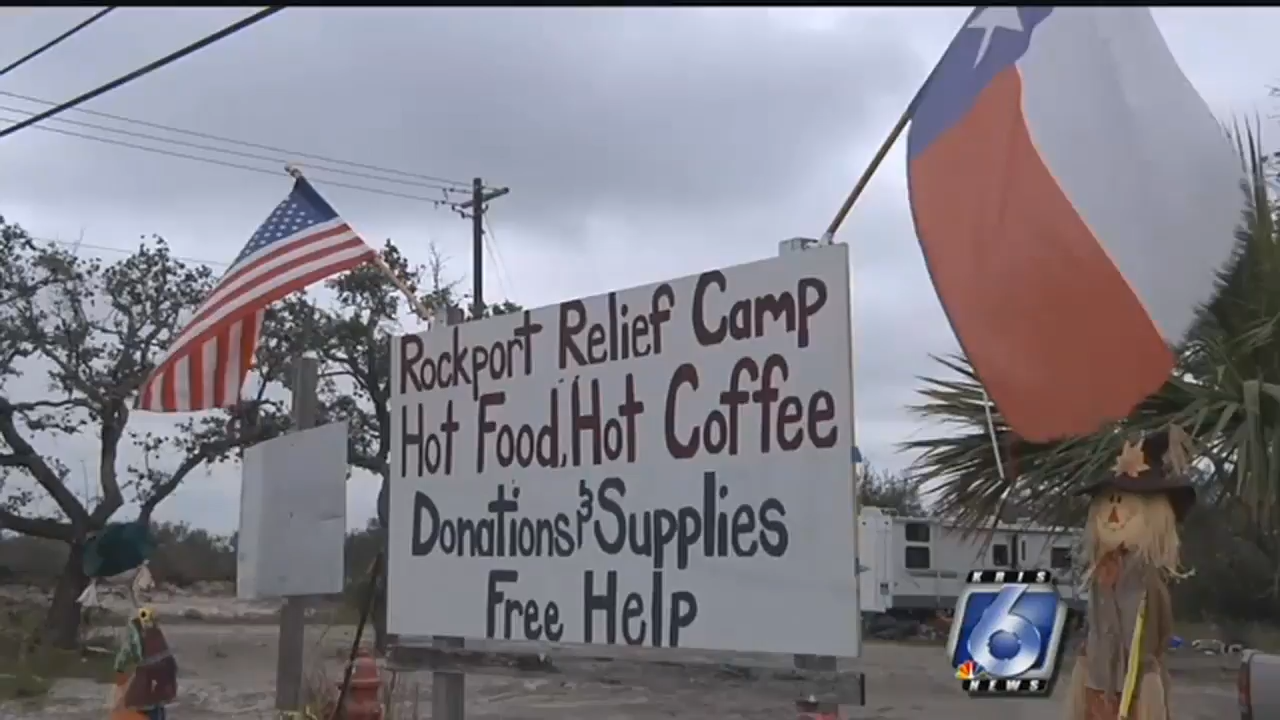 Rockport Relief Camp
Hot Food, Hot Coffee
Donations & Supplies
Free Help
KRIS
6
NEWS